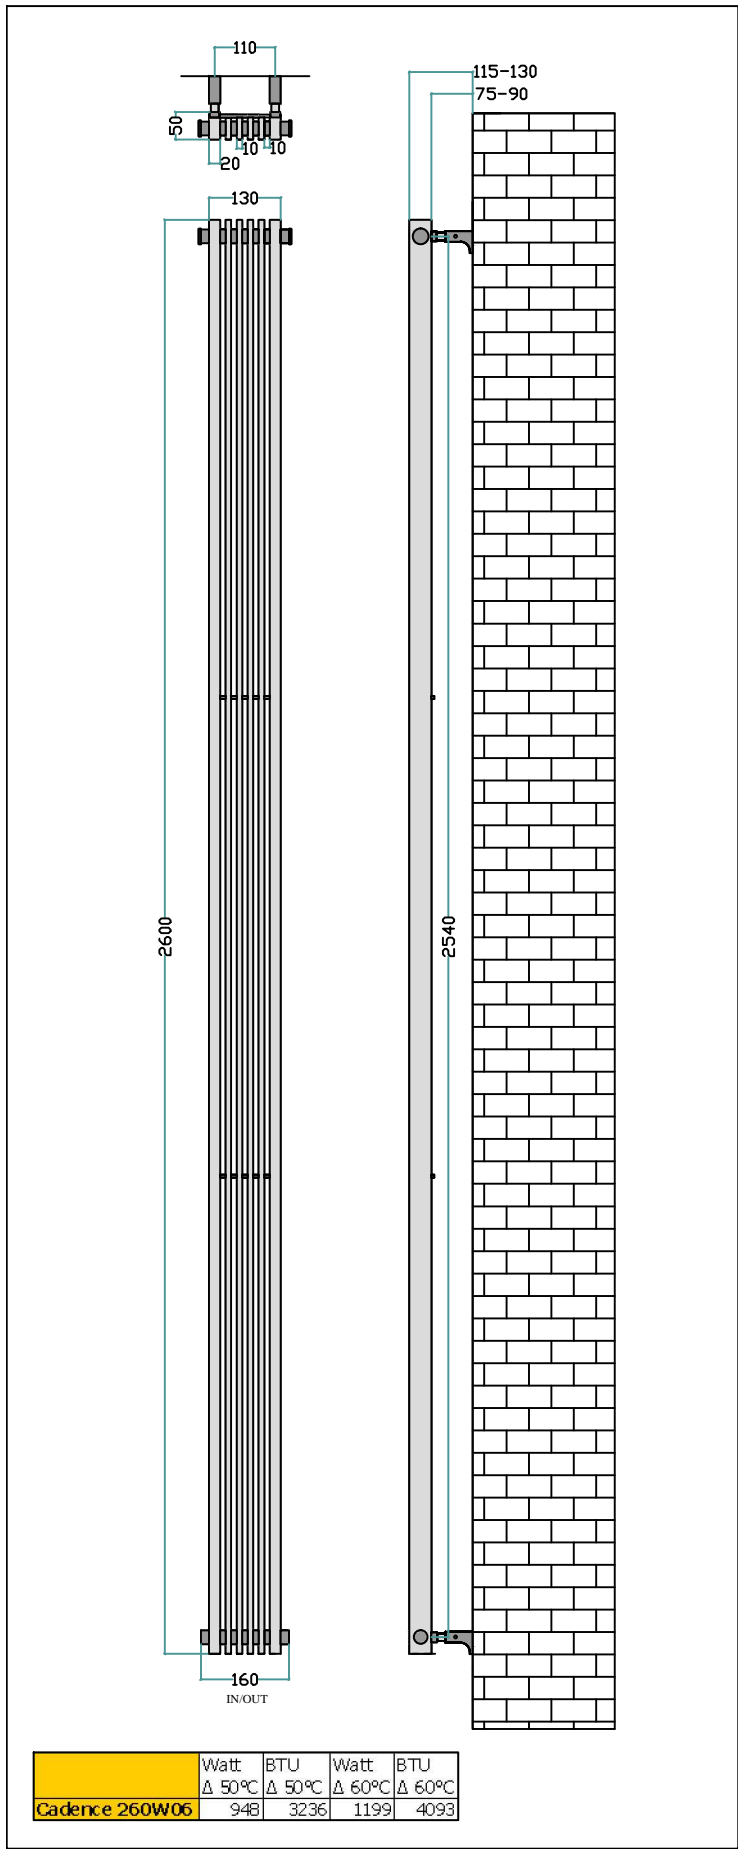 110
115-130
75-90
50
10
10
20
130
2600
2540
160
IN/OUT
Watt BTU Watt BTU
Δ 50°C Δ 50°C Δ 60°C Δ 60°C
Cadence 260W06 948 3236 1199 4093